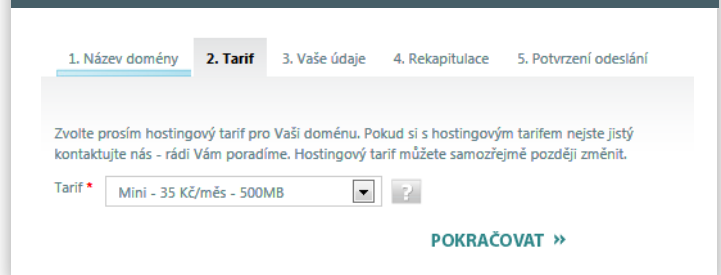 1. Název domény 2. Tarif 3. Vaše údaje 4. Rekapitulace 5. Potvrzení odeslání
Zvolte prosím hostingový tarif pro Vaši doménu. Pokud si s hostingovým tarifem nejste jistý
kontaktujte nás - rádi Vám poradíme. Hostingový tarif můžete samozřejmě později změnit.
Tarif * Mini - 35 Kč/měs - 500MB ?
POKRAČOVAT »